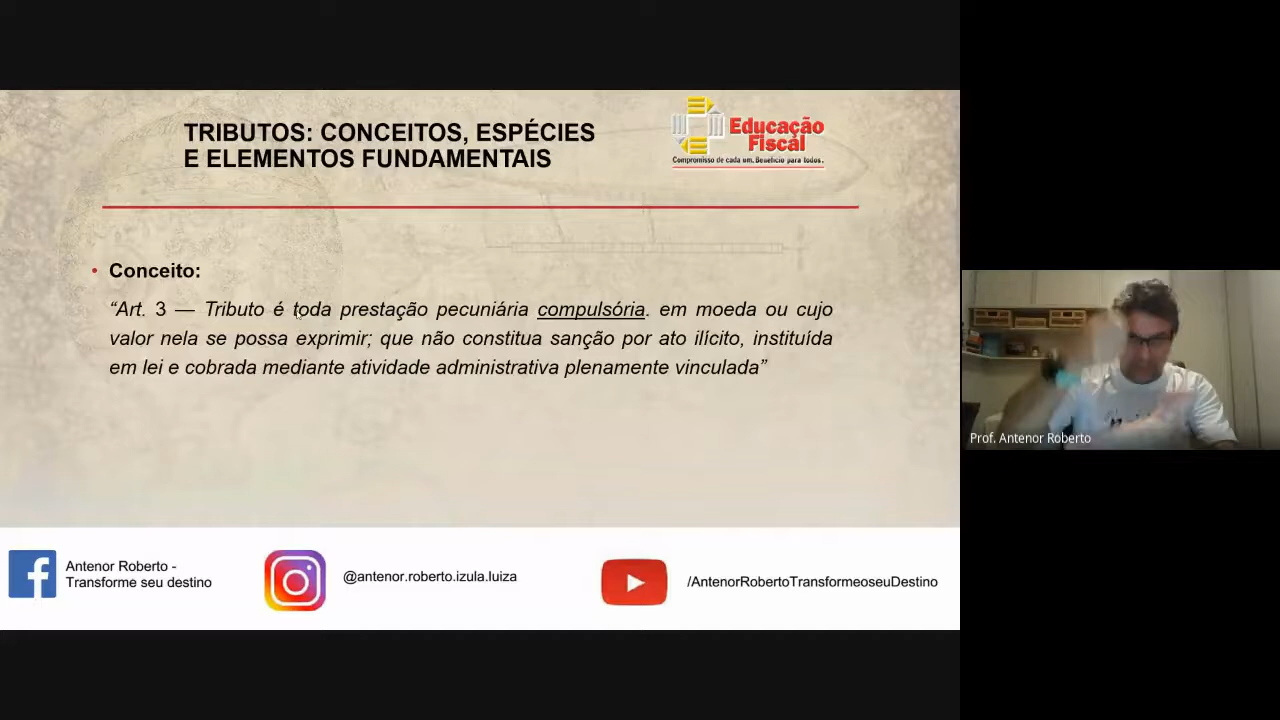 TRIBUTOS: CONCEITOS, ESPÉCIES
E ELEMENTOS FUNDAMENTAIS
Educação
Fiscal
Compromisso de cada um. Benefício para todos.
• Conceito:
“Art. 3 — Tributo é toda prestação pecuniária compulsória. em moeda ou cujo
valor nela se possa exprimir; que não constitua sanção por ato ilícito, instituída
em lei e cobrada mediante atividade administrativa plenamente vinculada”
Prof. Antenor Roberto
Antenor Roberto -
Transforme seu destino
@antenor.roberto.izula.luiza
/AntenorRobertoTransformeoseuDestino